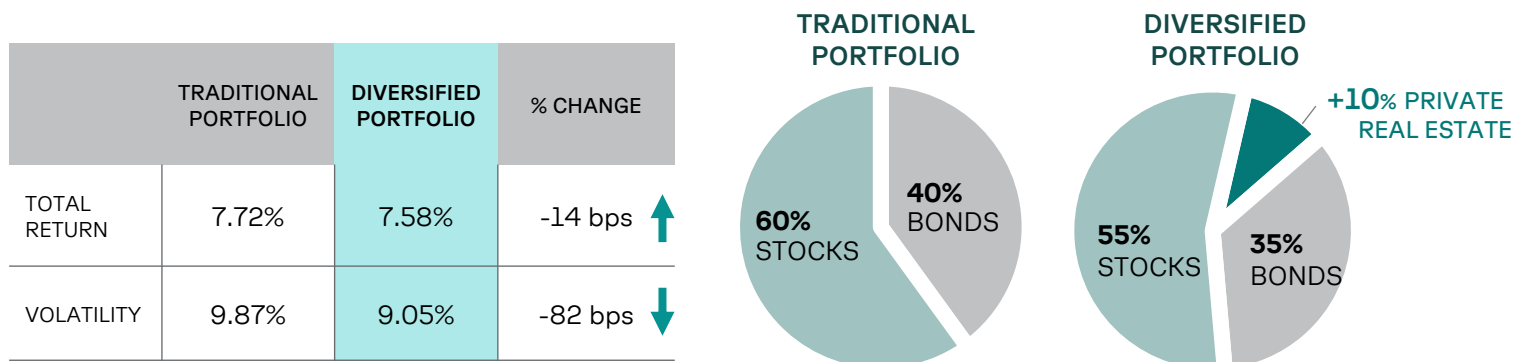 TRADITIONAL
PORTFOLIO
DIVERSIFIED
PORTFOLIO
% CHANGE
TOTAL
RETURN
7.72%
7.58%
-14 bps
VOLATILITY
9.87%
9.05%
-82 bps
TRADITIONAL
PORTFOLIO
60%
STOCKS
40%
BONDS
DIVERSIFIED
PORTFOLIO
+10% PRIVATE
REAL ESTATE
55%
STOCKS
35%
BONDS